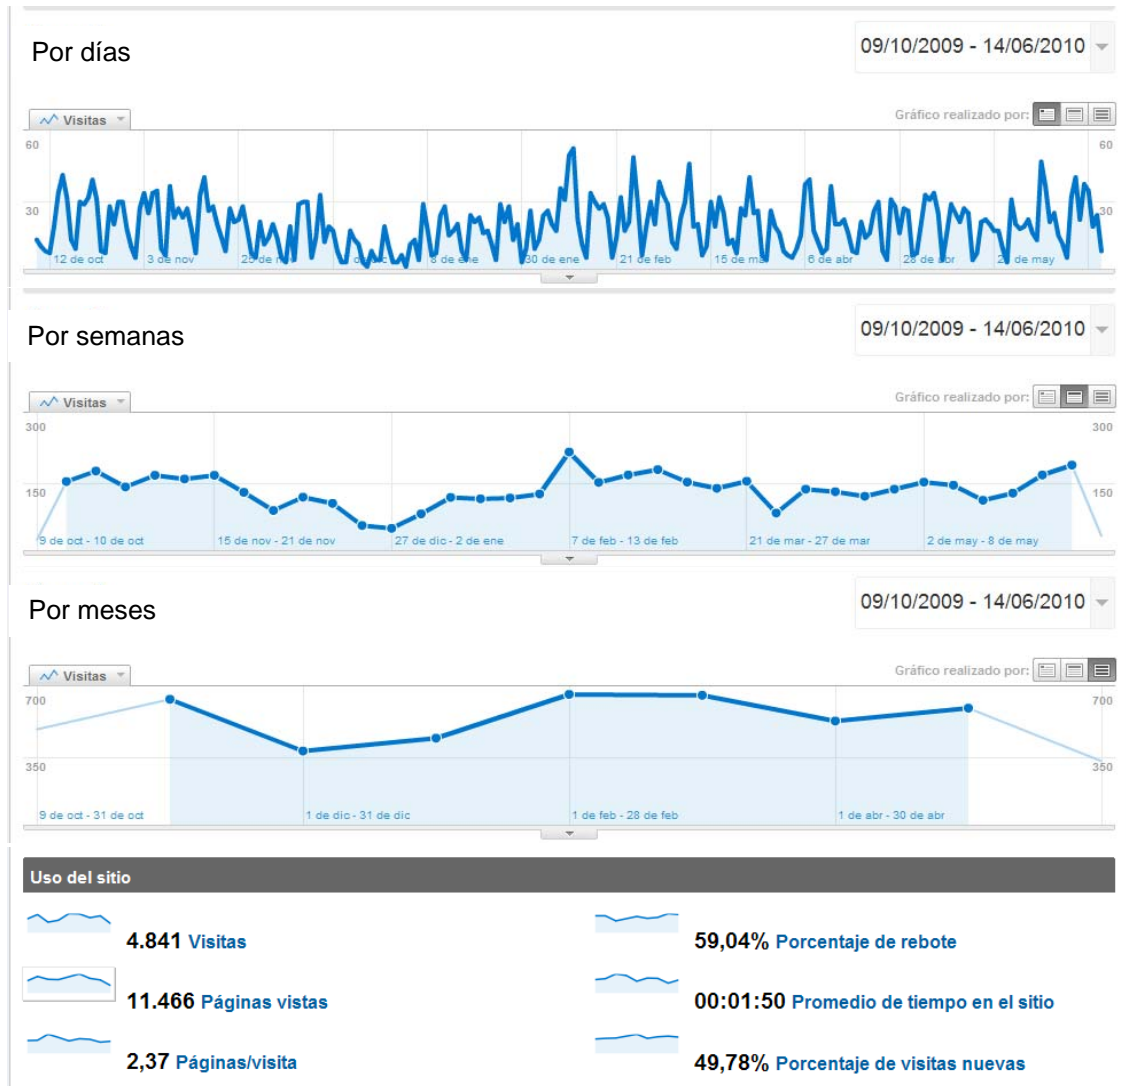 Por días
09/10/2009 - 14/06/2010
Visitas
Gráfico realizado por:
60 60
30 30
12 de oct 3 de nov 8 de ene 30 de ene 21 de feb 6 de abr 28 de abr
Por semanas
09/10/2009 - 14/06/2010
Visitas
Gráfico realizado por:
300 300
150 150
9 de oct - 10 de oct 15 de nov - 21 de nov 27 de dic - 2 de ene 7 de feb - 13 de feb 21 de mar - 27 de mar 2 de may - 8 de may
Por meses
09/10/2009 - 14/06/2010
Visitas
Gráfico realizado por:
700 700
350 350
9 de oct - 31 de oct 1 de dic - 31 de dic 1 de feb - 28 de feb 1 de abr - 30 de abr
Uso del sitio
4.841 Visitas 59,04% Porcentaje de rebote
11.466 Páginas vistas 00:01:50 Promedio de tiempo en el sitio
2,37 Páginas/visita 49,78% Porcentaje de visitas nuevas